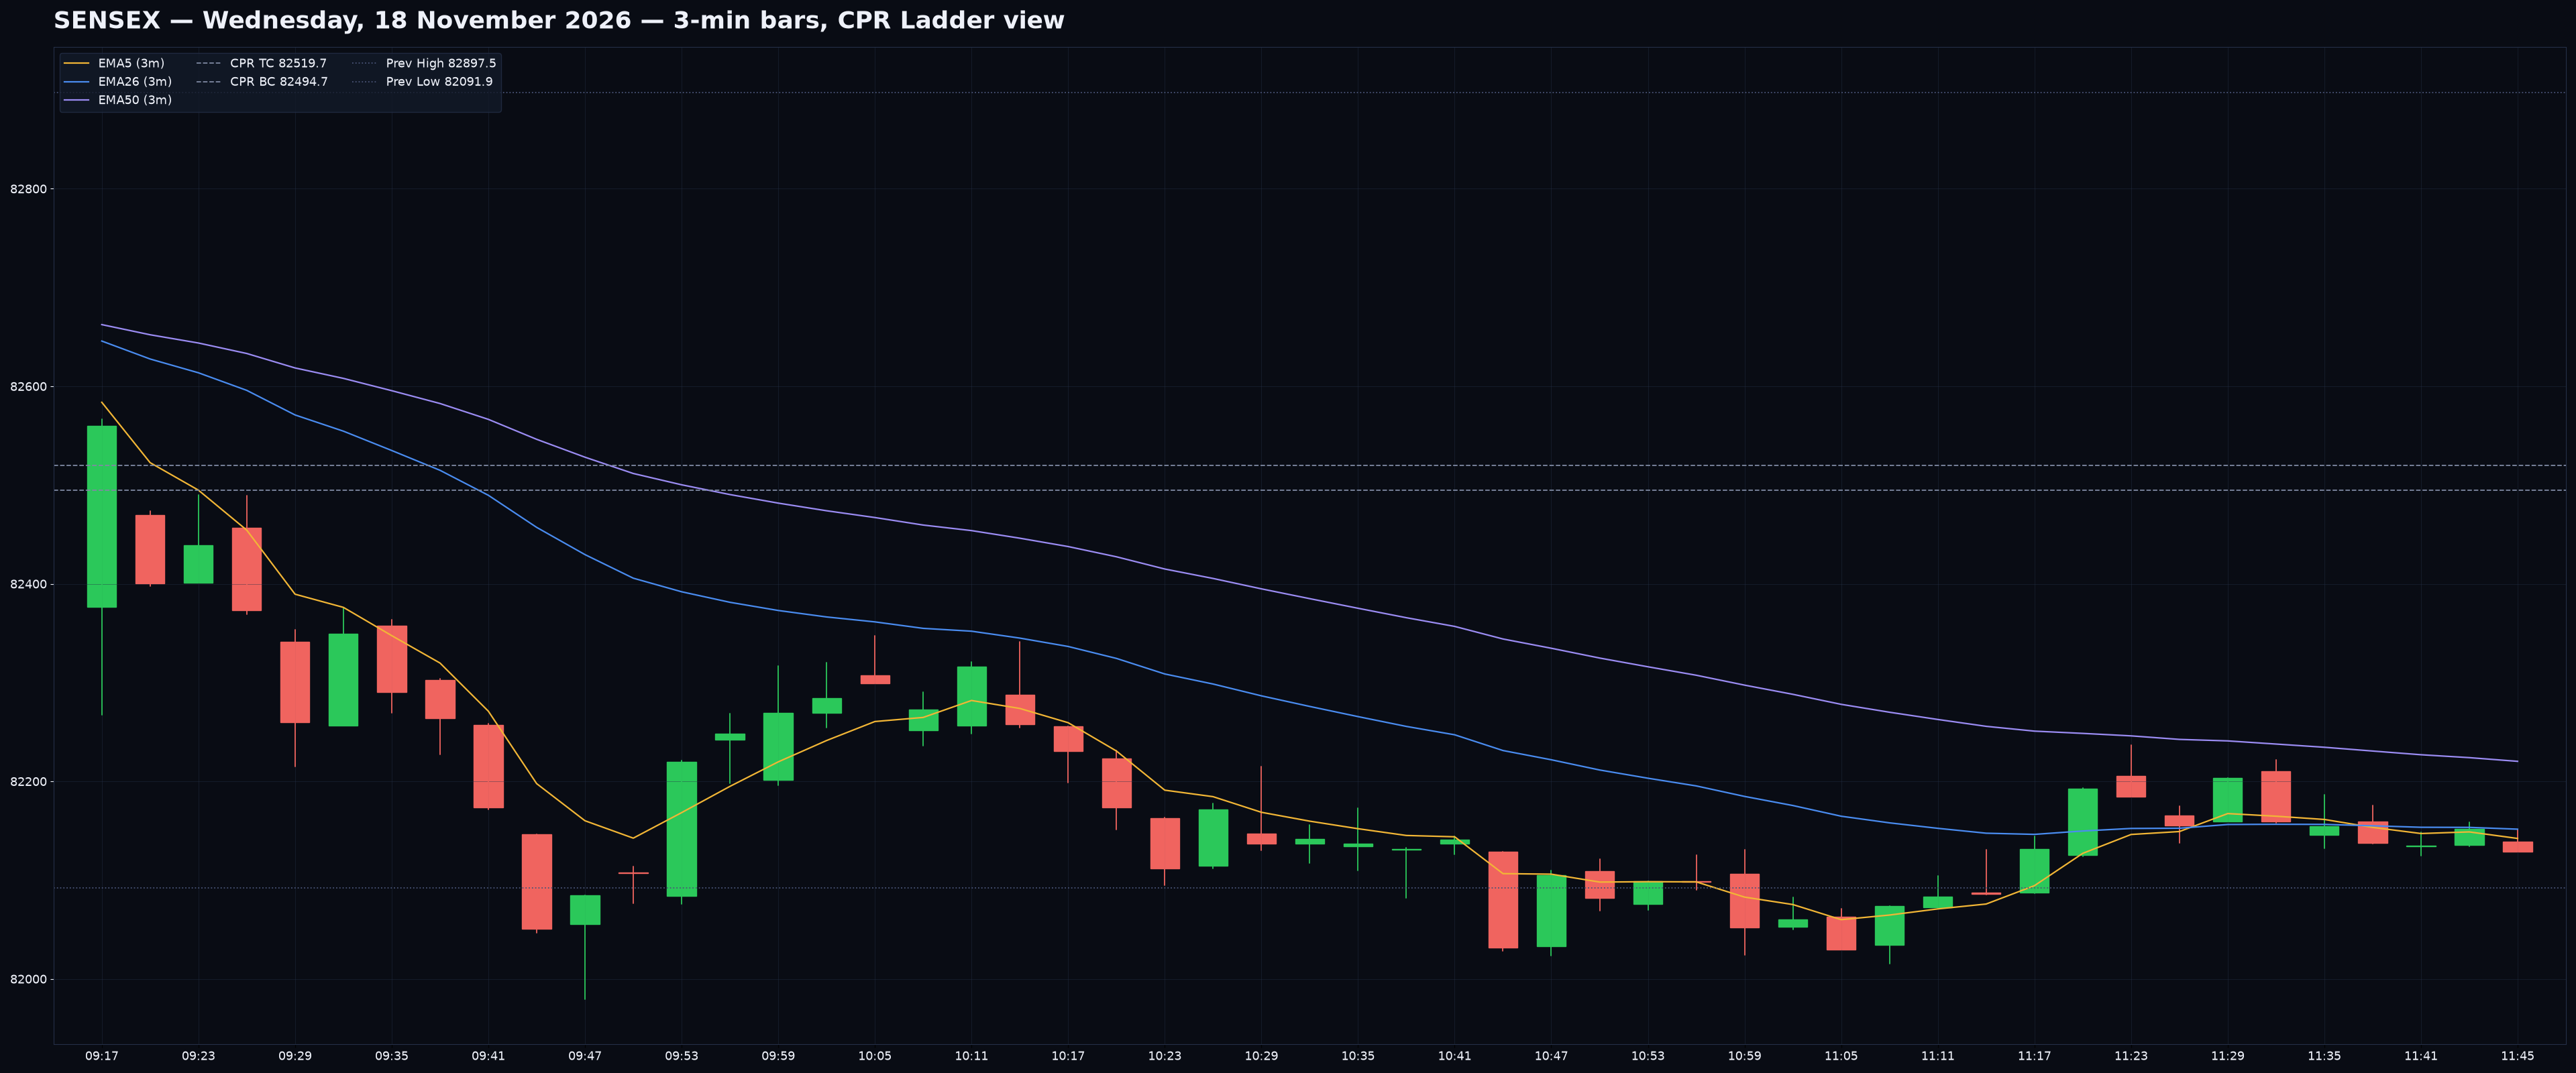 SENSEX — Wednesday, 18 November 2026 — 3-min bars, CPR Ladder view
EMA5 (3m)
EMA26 (3m)
EMA50 (3m)
CPR TC 82519.7
CPR BC 82494.7
Prev High 82897.5
Prev Low 82091.9
82800
82600
82400
82200
82000
09:17 09:23 09:29 09:35 09:41 09:47 09:53 09:59 10:05 10:11 10:17 10:23 10:29 10:35 10:41 10:47 10:53 10:59 11:05 11:11 11:17 11:23 11:29 11:35 11:41 11:45